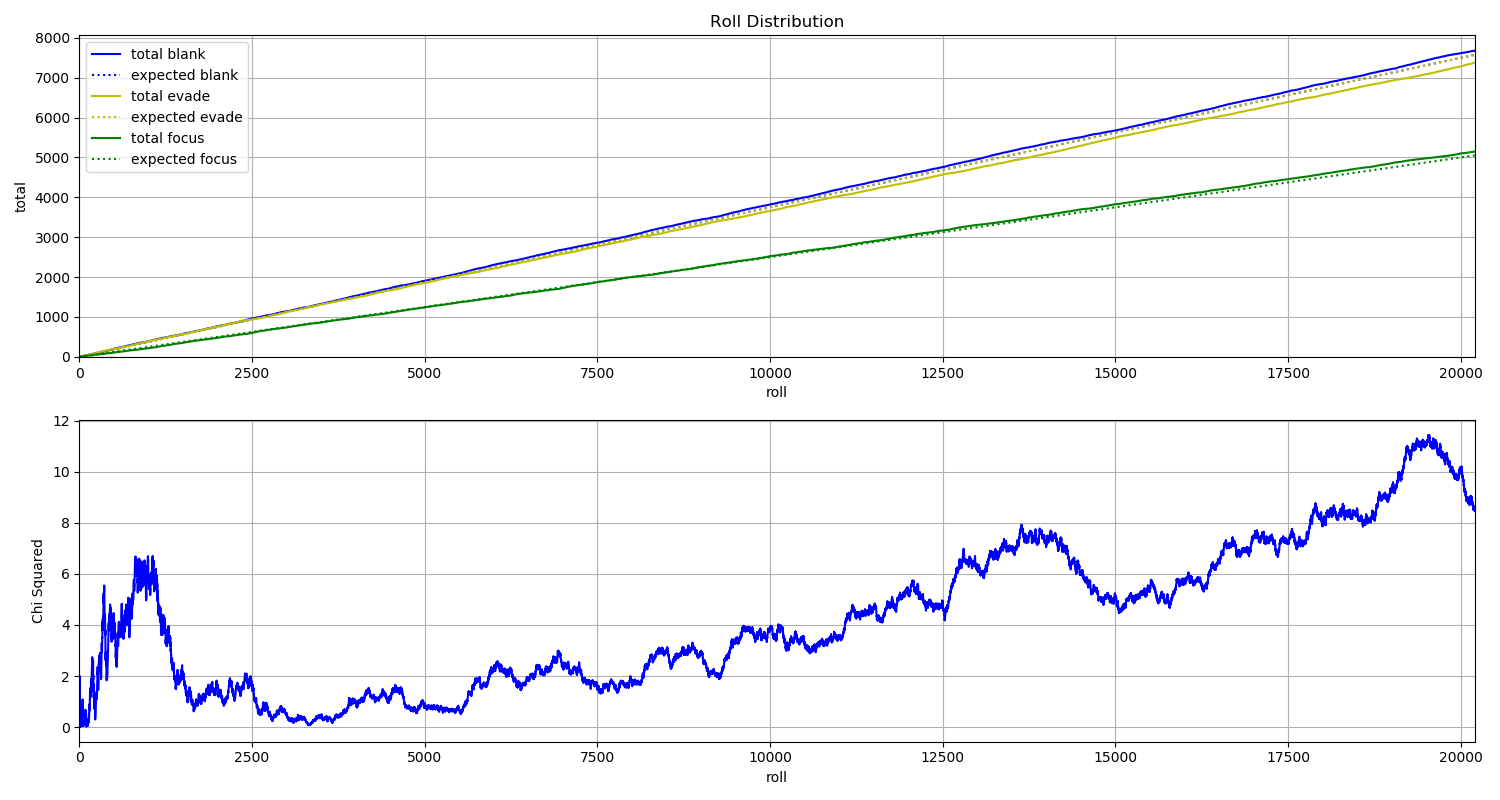 Roll Distribution
8000
7000
6000
5000
4000
3000
2000
1000
0
total
total blank
expected blank
total evade
expected evade
total focus
expected focus
0 2500 5000 7500 10000 12500 15000 17500 20000
roll
12
10
8
6
4
2
0
Chi Squared
0 2500 5000 7500 10000 12500 15000 17500 20000
roll